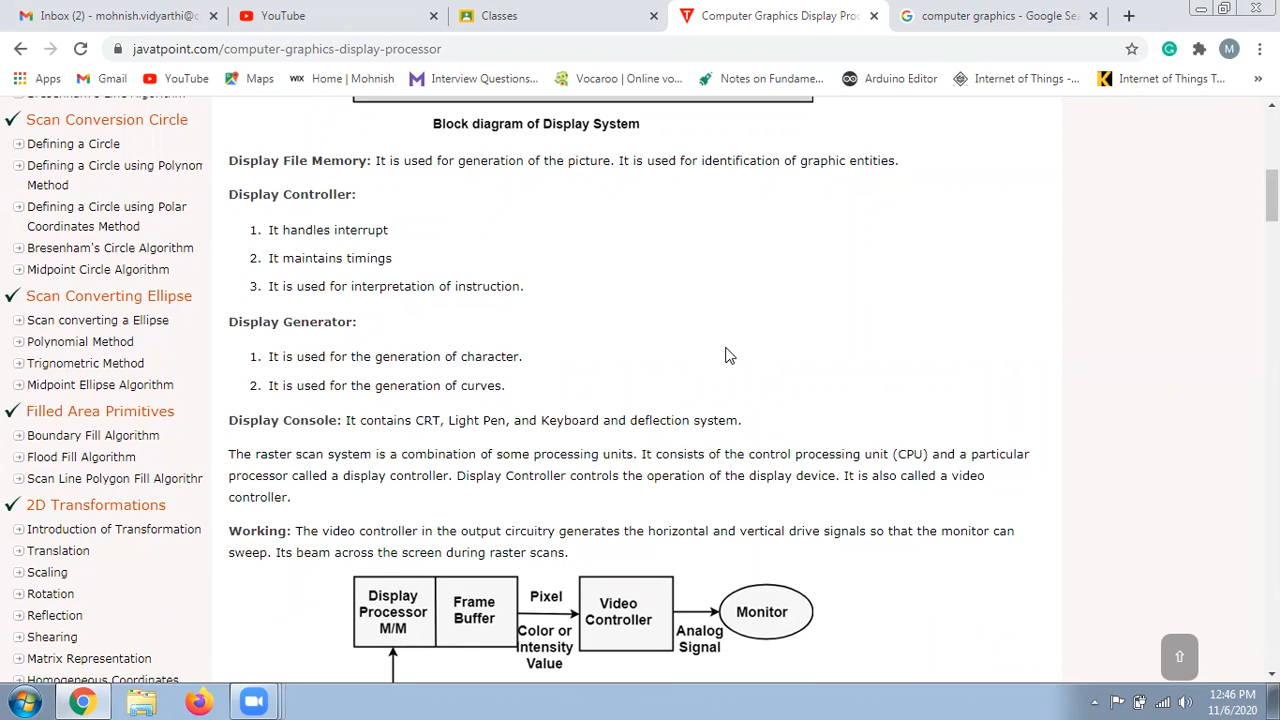 Inbox (2) - mohnish.vidyarthi@c
YouTube
Classes
Computer Graphics Display Proc
computer graphics - Google Sea
javatpoint.com/computer-graphics-display-processor
M
Apps
Gmail
YouTube
Maps
WIX Home | Mohnish
Interview Questions...
Vocaroo | Online vo...
Notes on Fundame...
Arduino Editor
Internet of Things -...
Internet of Things T...
»
Scan Conversion Circle
Defining a Circle
Defining a Circle using Polynom
Method
Defining a Circle using Polar
Coordinates Method
Bresenham's Circle Algorithm
Midpoint Circle Algorithm
Scan Converting Ellipse
Scan converting a Ellipse
Polynomial Method
Trignometric Method
Midpoint Ellipse Algorithm
Filled Area Primitives
Boundary Fill Algorithm
Flood Fill Algorithm
Scan Line Polygon Fill Algorithm
2D Transformations
Introduction of Transformation
Translation
Scaling
Rotation
Reflection
Shearing
Matrix Representation
Homogeneous Coordinates
Block diagram of Display System
Display File Memory: It is used for generation of the picture. It is used for identification of graphic entities.
Display Controller:
1. It handles interrupt
2. It maintains timings
3. It is used for interpretation of instruction.
Display Generator:
1. It is used for the generation of character.
2. It is used for the generation of curves.
Display Console: It contains CRT, Light Pen, and Keyboard and deflection system.
The raster scan system is a combination of some processing units. It consists of the control processing unit (CPU) and a particular
processor called a display controller. Display Controller controls the operation of the display device. It is also called a video
controller.
Working: The video controller in the output circuitry generates the horizontal and vertical drive signals so that the monitor can
sweep. Its beam across the screen during raster scans.
Display
Processor
M/M
Frame
Buffer
Pixel
Color or
Intensity
Value
Video
Controller
Analog
Signal
Monitor
12:46 PM
11/6/2020